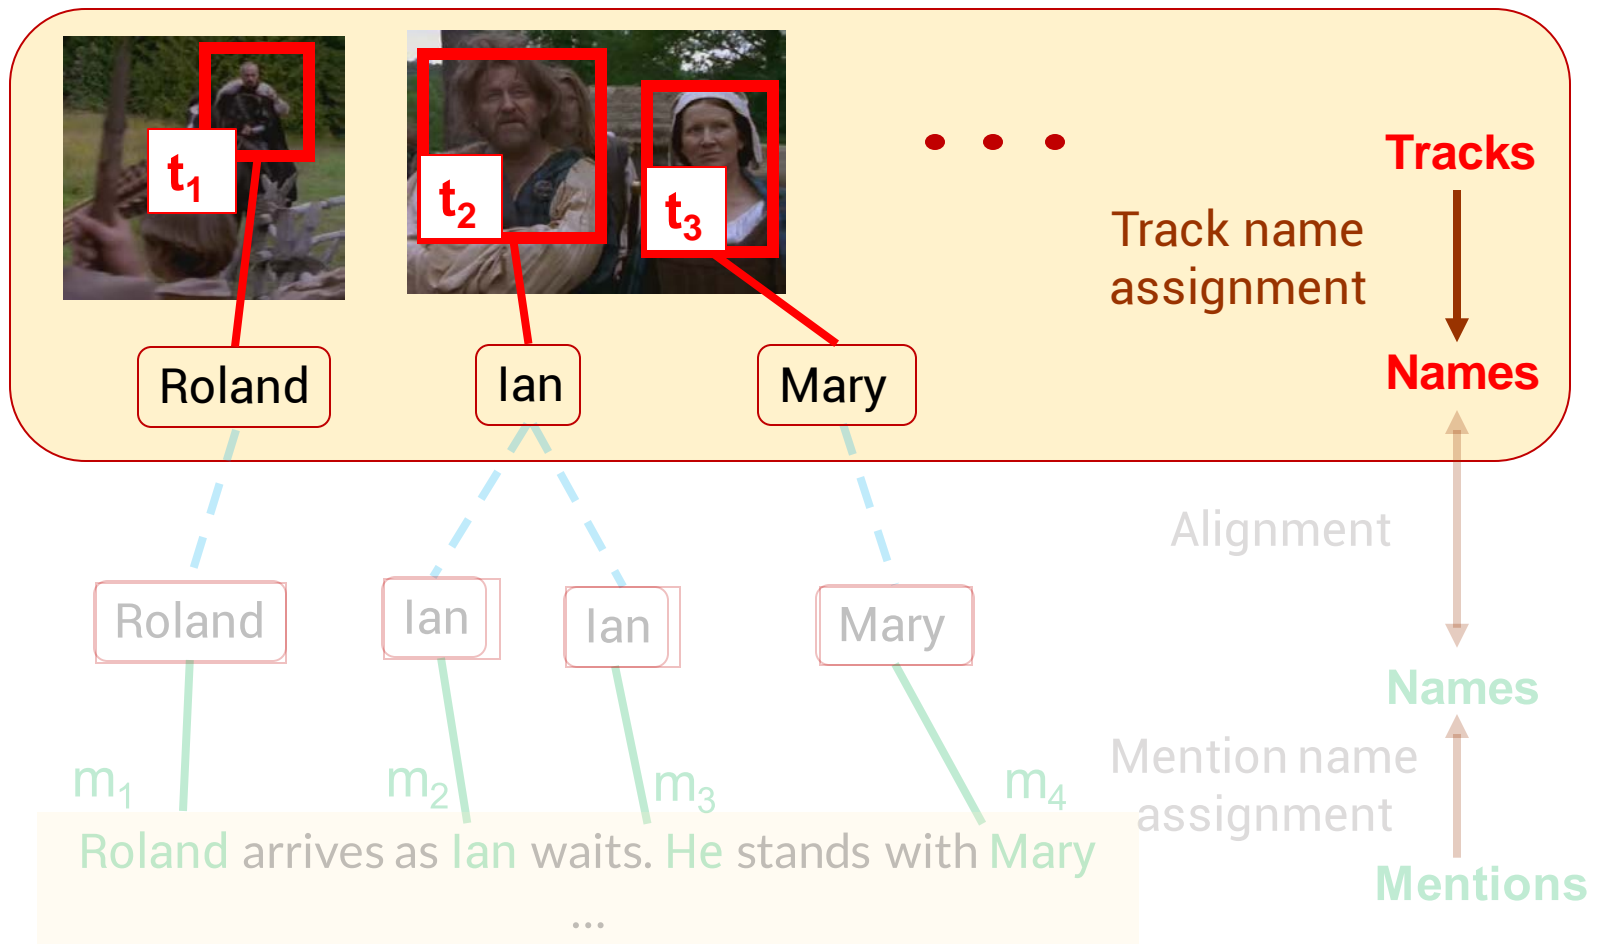 t1
t2
t3
Tracks
Track name
assignment
Roland
Ian
Mary
Names
Alignment
Roland
Ian
Ian
Mary
Names
Mention name
assignment
m1
m2
m3
m4
Roland arrives as Ian waits. He stands with Mary
...
Mentions